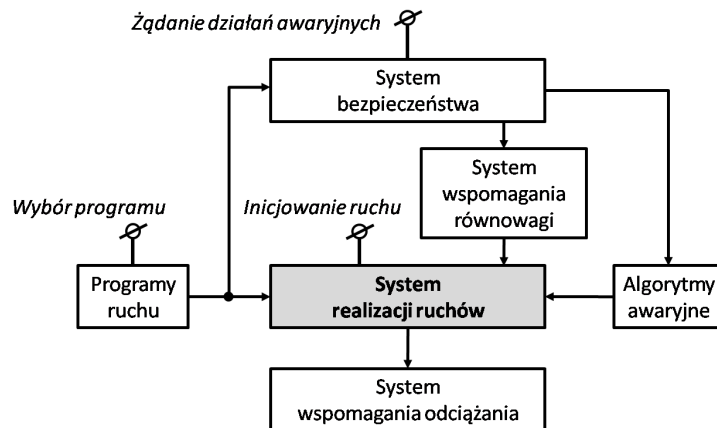 Żądanie działań awaryjnych
System
bezpieczeństwa
System
wspomagania
równowagi
Wybór programu
Inicjowanie ruchu
Programy
ruchu
System
realizacji ruchów
Algorytmy
awaryjne
System
wspomagania odciążania